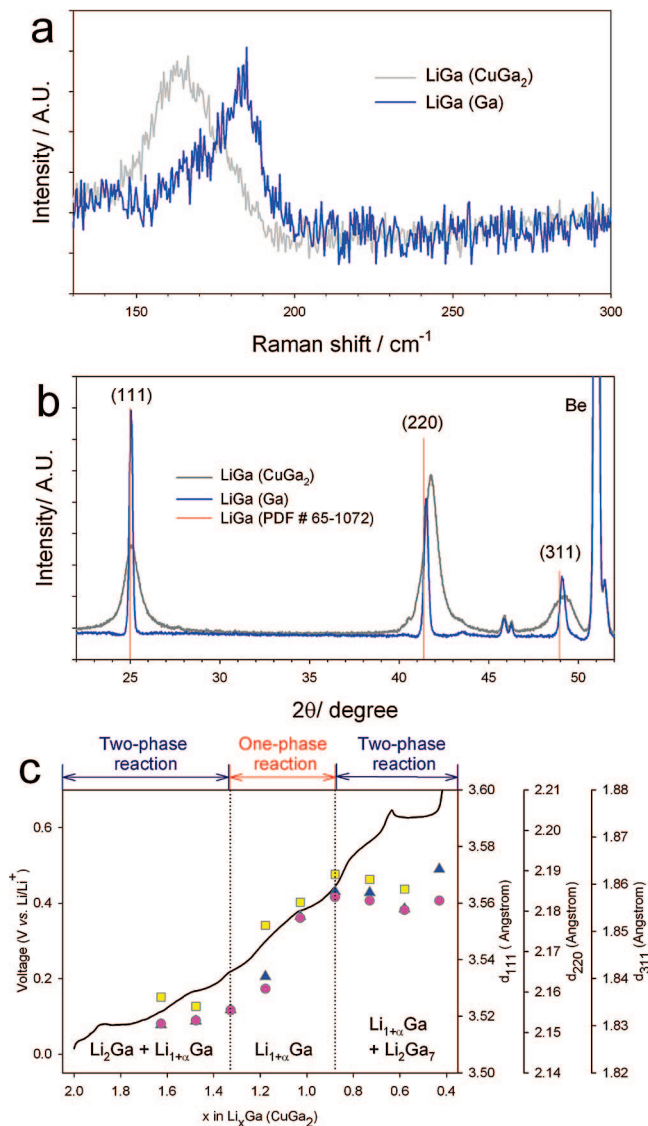 a
LiGa (CuGa₂)
LiGa (Ga)
Intensity / A.U.
150 200 250 300
Raman shift / cm⁻¹
b
(111)
(220)
Be
LiGa (CuGa₂)
LiGa (Ga)
LiGa (PDF # 65-1072)
(311)
Intensity/ A.U.
25 30 35 40 45 50
2θ/ degree
c
Two-phase reaction
One-phase reaction
Two-phase reaction
Voltage (V vs. Li/Li⁺)
0.6
0.4
0.2
0.0
3.60
3.58
3.56
3.54
3.52
3.50
d₁₁₁ ( Angstrom)
2.21
2.20
2.19
2.18
2.16
2.15
2.14
d₂₂₀ (Angstrom)
1.88
1.87
1.86
1.84
1.83
1.82
d₃₁₁ (Angstrom)
Li₂Ga + Li₁₊αGa
Li₁₊αGa
Li₁₊αGa
+ Li₂Ga₇
2.0 1.8 1.6 1.4 1.2 1.0 0.8 0.6 0.4
x in LiₓGa (CuGa₂)